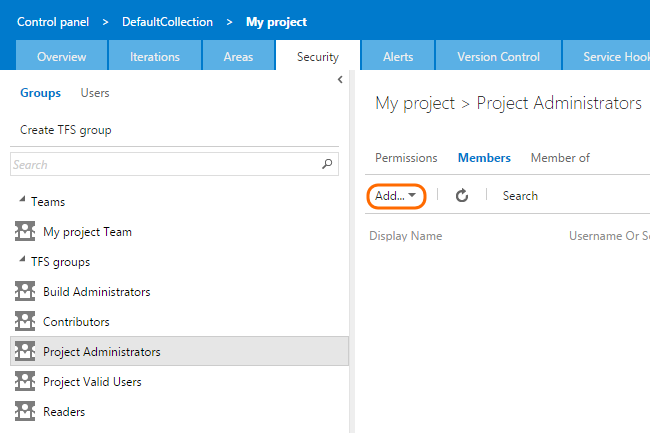 Control panel > DefaultCollection > My project
Overview Iterations Areas Security Alerts Version Control Service Hook
Groups Users
Create TFS group
Search
Teams
My project Team
TFS groups
Build Administrators
Contributors
Project Administrators
Project Valid Users
Readers
My project > Project Administrators
Permissions Members Member of
Add... Search
Display Name Username Or Sc